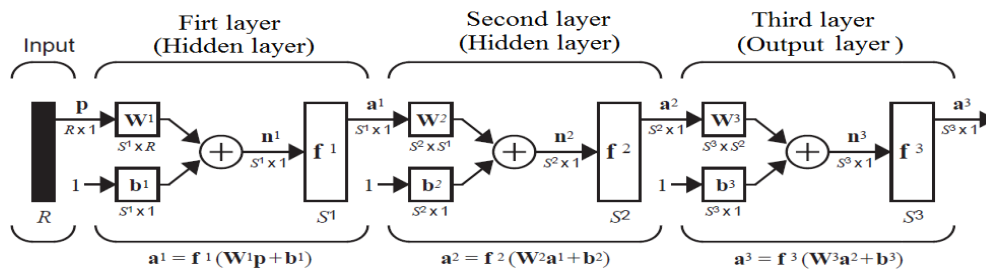 Input
Firt layer
(Hidden layer)
Second layer
(Hidden layer)
Third layer
(Output layer )
p
R x 1
W¹
S¹ x R
1
b¹
S¹ x 1
n¹
S¹ x 1
f ¹
a¹
S¹ x 1
W²
S² x S¹
1
b²
S² x 1
n²
S² x 1
f ²
a²
S² x 1
W³
S³ x S²
1
b³
S³ x 1
n³
S³ x 1
f ³
a³
S³ x 1
R
S¹
S²
S³
a¹ = f ¹ (W¹p + b¹)
a² = f ² (W²a¹ + b²)
a³ = f ³ (W³a² + b³)